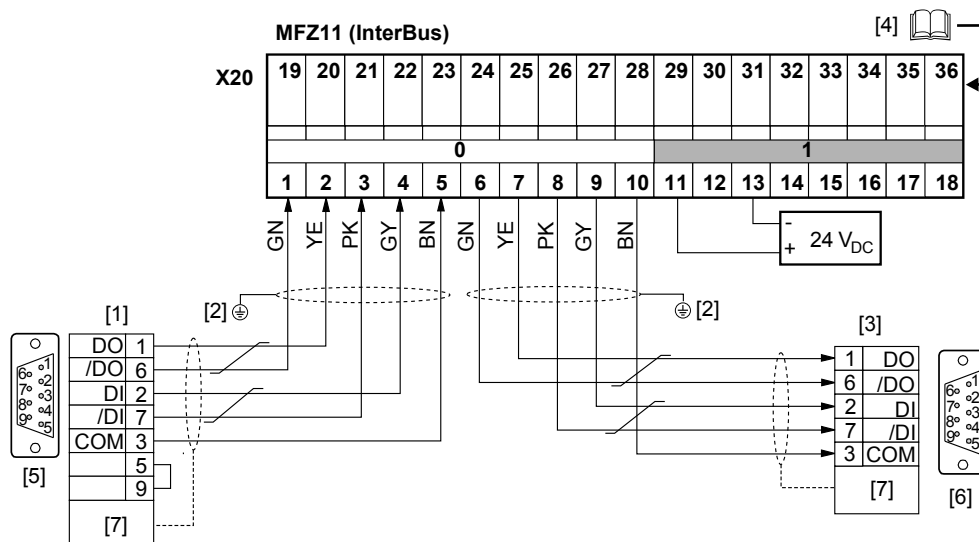 [4]
MFZ11 (InterBus)
X20
19 20 21 22 23 24 25 26 27 28 29 30 31 32 33 34 35 36
0 1
1 2 3 4 5 6 7 8 9 10 11 12 13 14 15 16 17 18
GN YE PK GY BN GN YE PK GY BN
-
+ 24 VDC
[2] [2]
[1]
DO 1
/DO 6
DI 2
/DI 7
COM 3
5
9
[7]
6 1
7 2
8 3
9 4
5
[5]
[3]
1 DO
6 /DO
2 DI
7 /DI
3 COM
[7]
6 1
7 2
8 3
9 4
5
[6]